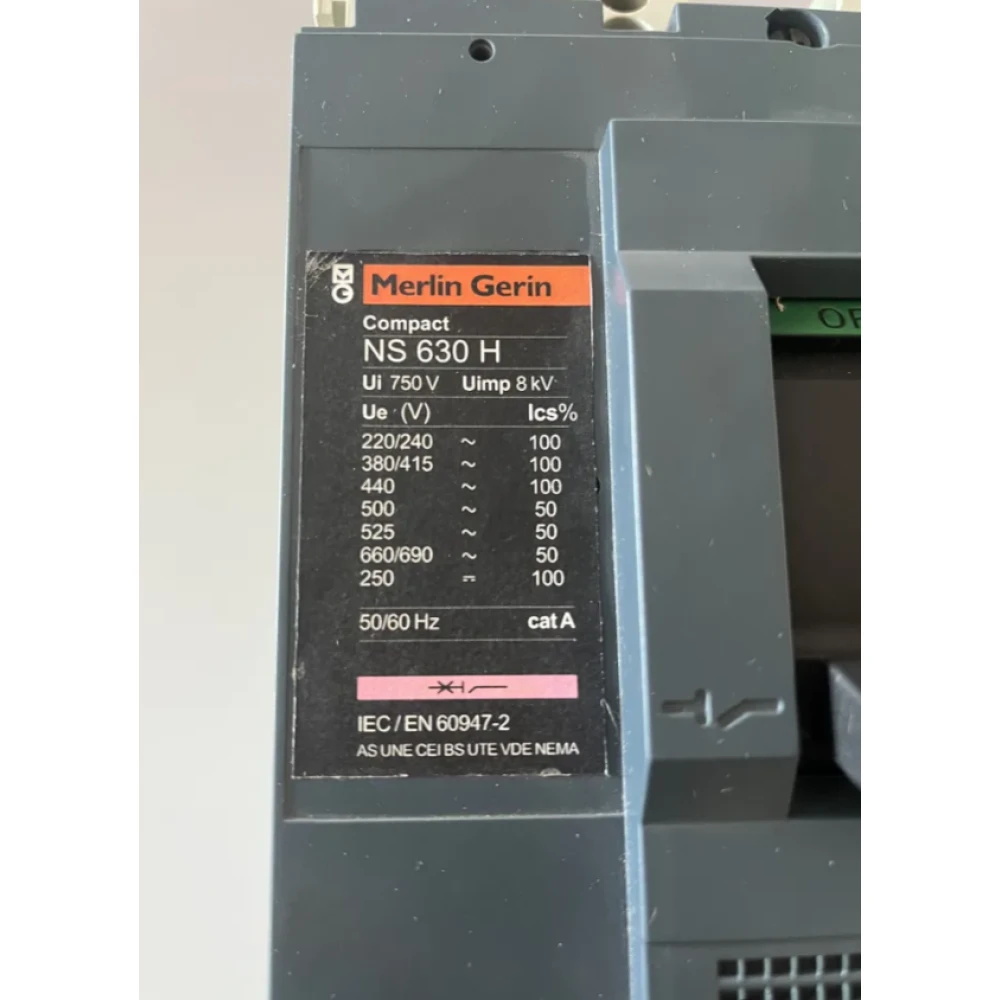 MG Merlin Gerin
Compact
NS 630 H
Ui 750 V Uimp 8 kV
Ue (V) Ics%
220/240 ~ 100
380/415 ~ 100
440 ~ 100
500 ~ 50
525 ~ 50
660/690 ~ 50
250 ⎓ 100
50/60 Hz cat A
IEC / EN 60947-2
AS UNE CEI BS UTE VDE NEMA